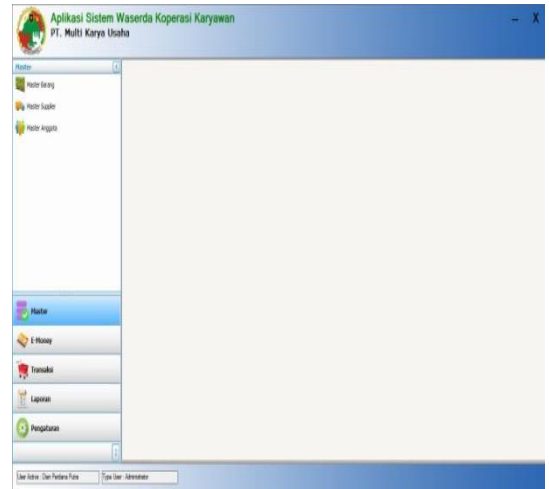 Aplikasi Sistem Waserda Koperasi Karyawan
PT. Multi Karya Usaha
– X
Master
Master Barang
Master Supplier
Master Anggota
Master
E-Money
Transaksi
Laporan
Pengaturan
User Active : Dian Perdana Putra
Type User : Administrator